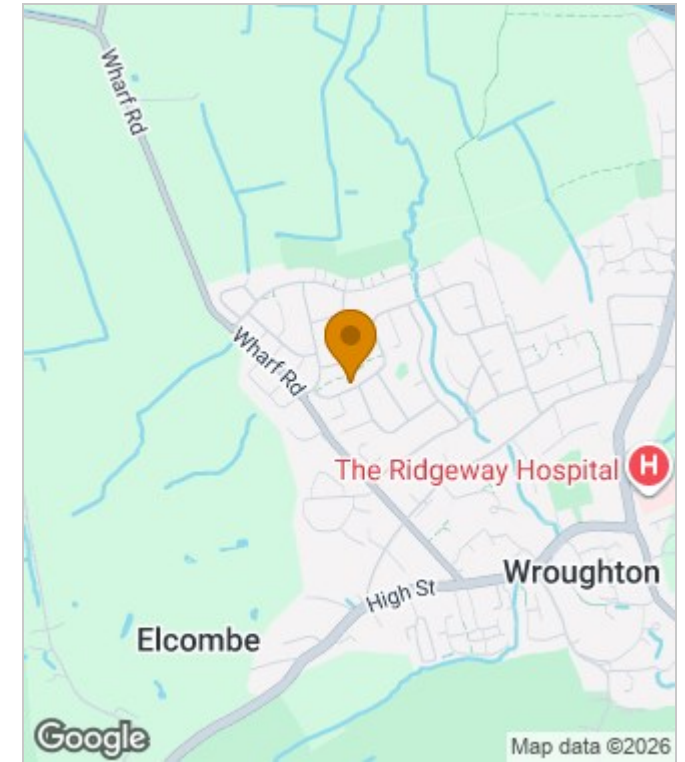 Wharf Rd
Wharf Rd
The Ridgeway Hospital
H
Wroughton
High St
Elcombe
Google
Map data ©2026